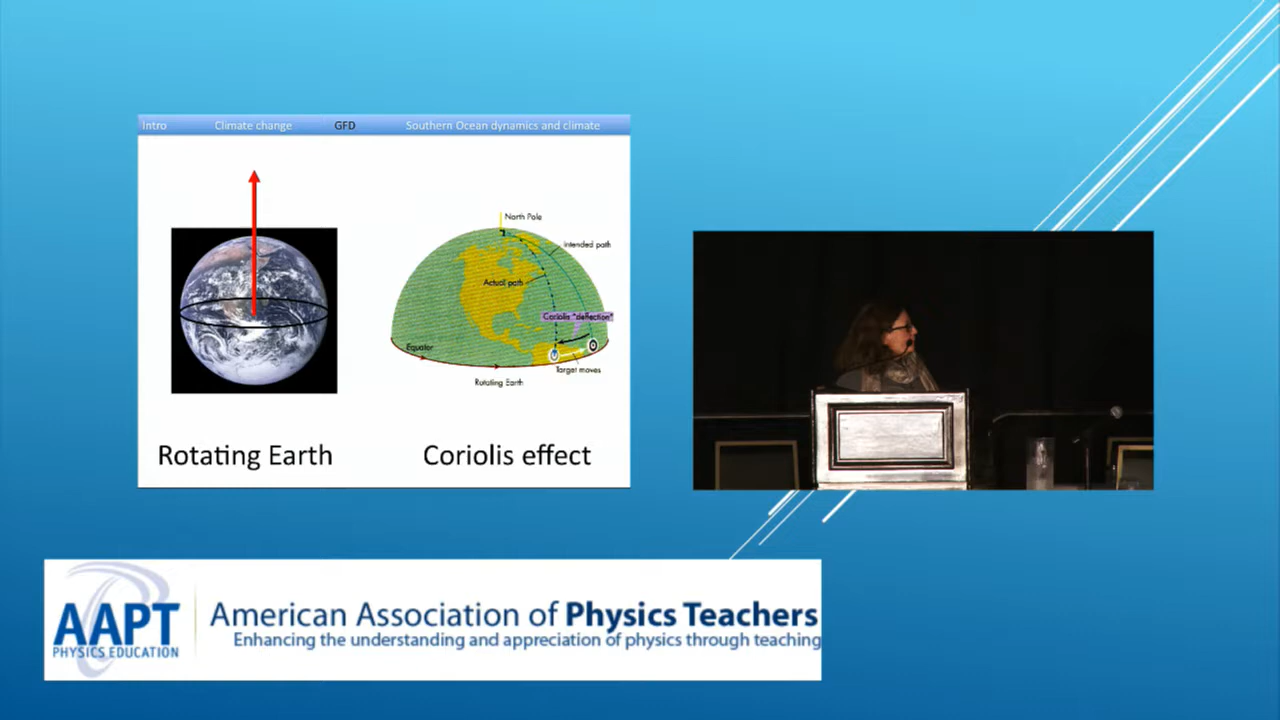 Intro Climate change GFD Southern Ocean dynamics and climate
North Pole
Intended path
Actual path
Coriolis "deflection"
Equator
Target moves
Rotating Earth
Rotating Earth Coriolis effect
AAPT
PHYSICS EDUCATION
American Association of Physics Teachers
Enhancing the understanding and appreciation of physics through teaching